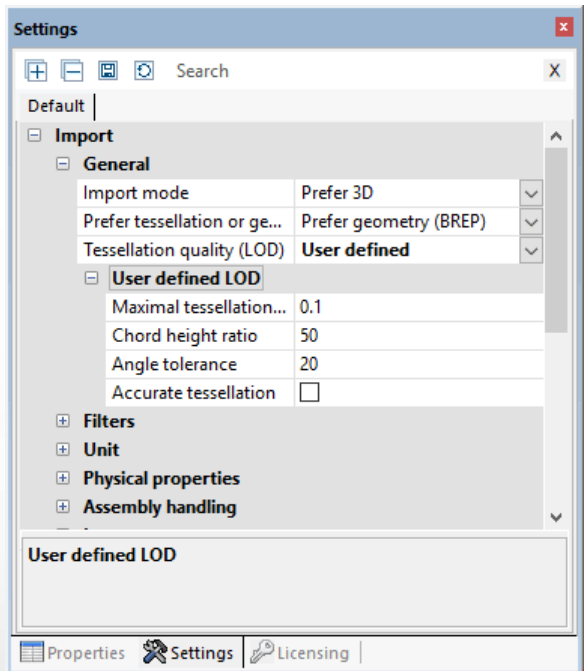 Settings
Search X
Default
Import
General
Import mode Prefer 3D
Prefer tessellation or ge... Prefer geometry (BREP)
Tessellation quality (LOD) User defined
User defined LOD
Maximal tessellation... 0.1
Chord height ratio 50
Angle tolerance 20
Accurate tessellation
Filters
Unit
Physical properties
Assembly handling
User defined LOD
Properties Settings Licensing